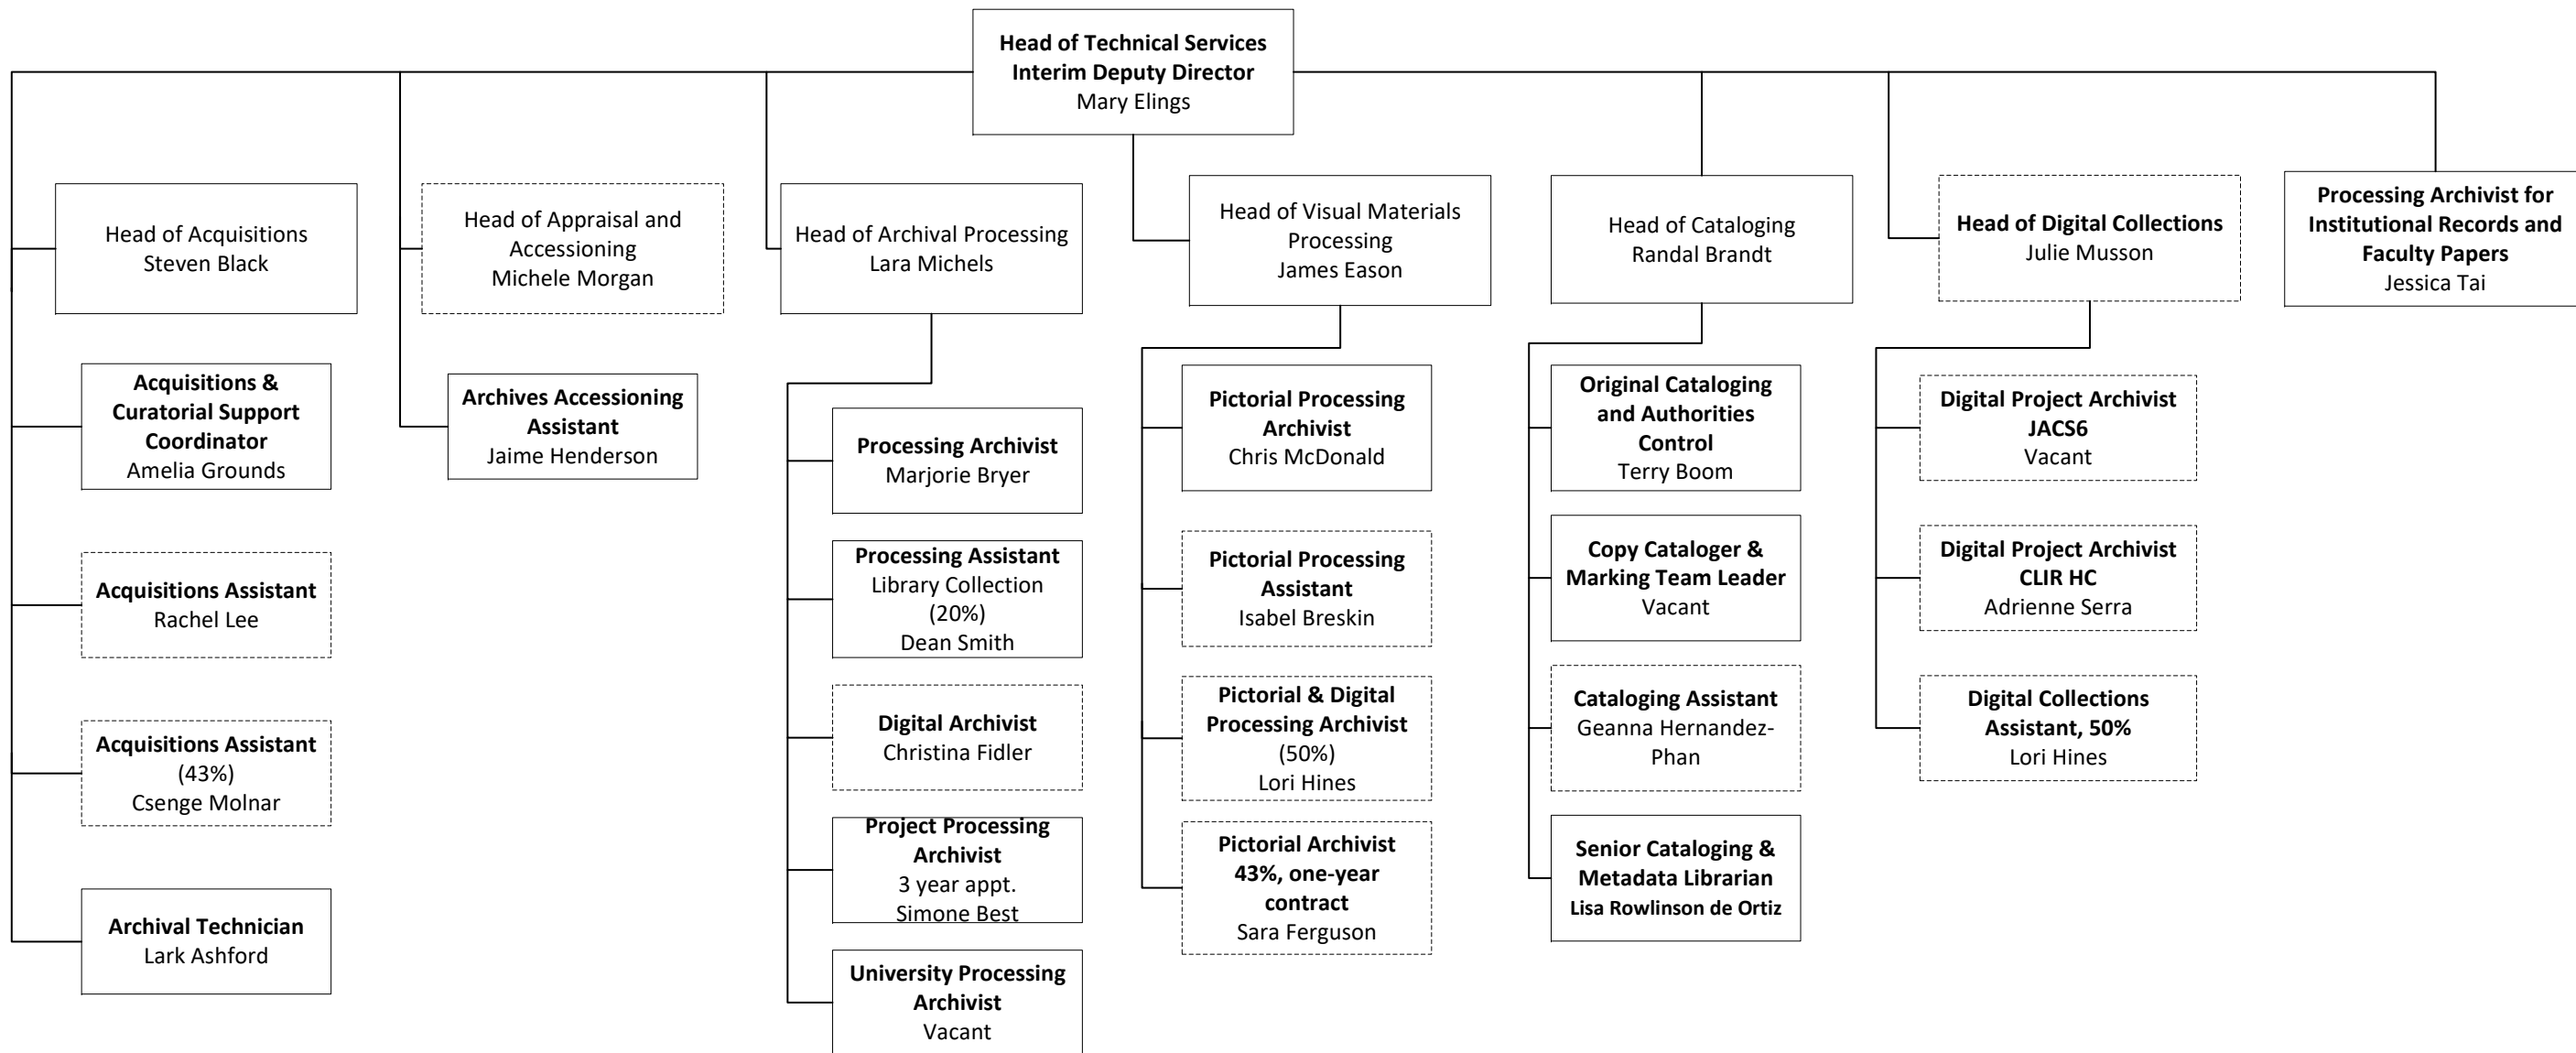 Head of Technical Services
Interim Deputy Director
Mary Elings
Head of Acquisitions
Steven Black
Head of Appraisal and
Accessioning
Michele Morgan
Head of Archival Processing
Lara Michels
Head of Visual Materials
Processing
James Eason
Head of Cataloging
Randal Brandt
Head of Digital Collections
Julie Musson
Processing Archivist for
Institutional Records and
Faculty Papers
Jessica Tai
Acquisitions &
Curatorial Support
Coordinator
Amelia Grounds
Acquisitions Assistant
Rachel Lee
Acquisitions Assistant
(43%)
Csenge Molnar
Archival Technician
Lark Ashford
Archives Accessioning
Assistant
Jaime Henderson
Processing Archivist
Marjorie Bryer
Processing Assistant
Library Collection
(20%)
Dean Smith
Digital Archivist
Christina Fidler
Project Processing
Archivist
3 year appt.
Simone Best
University Processing
Archivist
Vacant
Pictorial Processing
Archivist
Chris McDonald
Pictorial Processing
Assistant
Isabel Breskin
Pictorial & Digital
Processing Archivist
(50%)
Lori Hines
Pictorial Archivist
43%, one-year
contract
Sara Ferguson
Original Cataloging
and Authorities
Control
Terry Boom
Copy Cataloger &
Marking Team Leader
Vacant
Cataloging Assistant
Geanna Hernandez-
Phan
Senior Cataloging &
Metadata Librarian
Lisa Rowlinson de Ortiz
Digital Project Archivist
JACS6
Vacant
Digital Project Archivist
CLIR HC
Adrienne Serra
Digital Collections
Assistant, 50%
Lori Hines